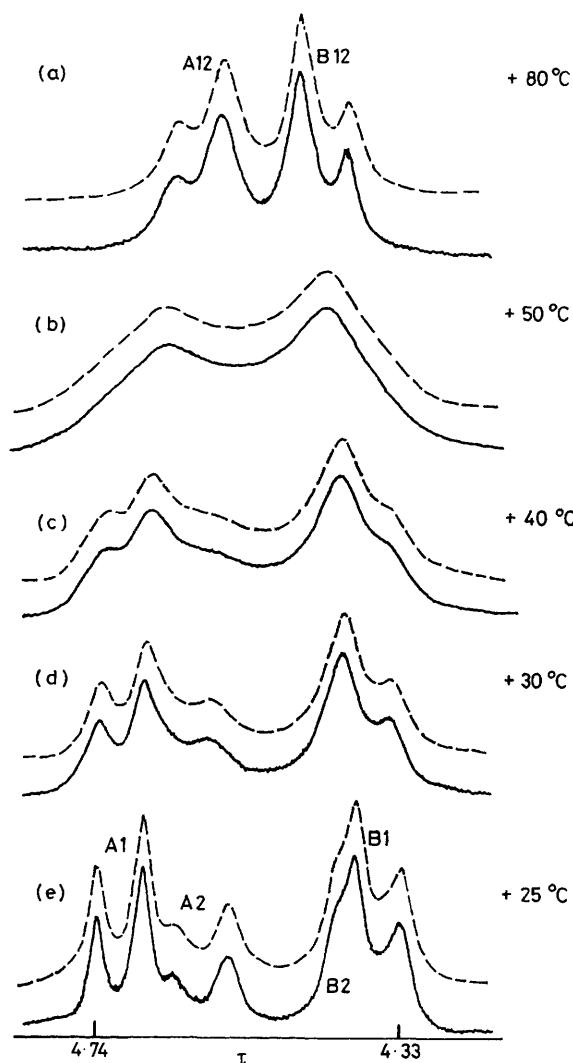 (a) A12 B12 + 80 °C
(b) + 50 °C
(c) + 40 °C
(d) + 30 °C
(e) A1 A2 B1 B2 + 25 °C
4·74 τ 4·33